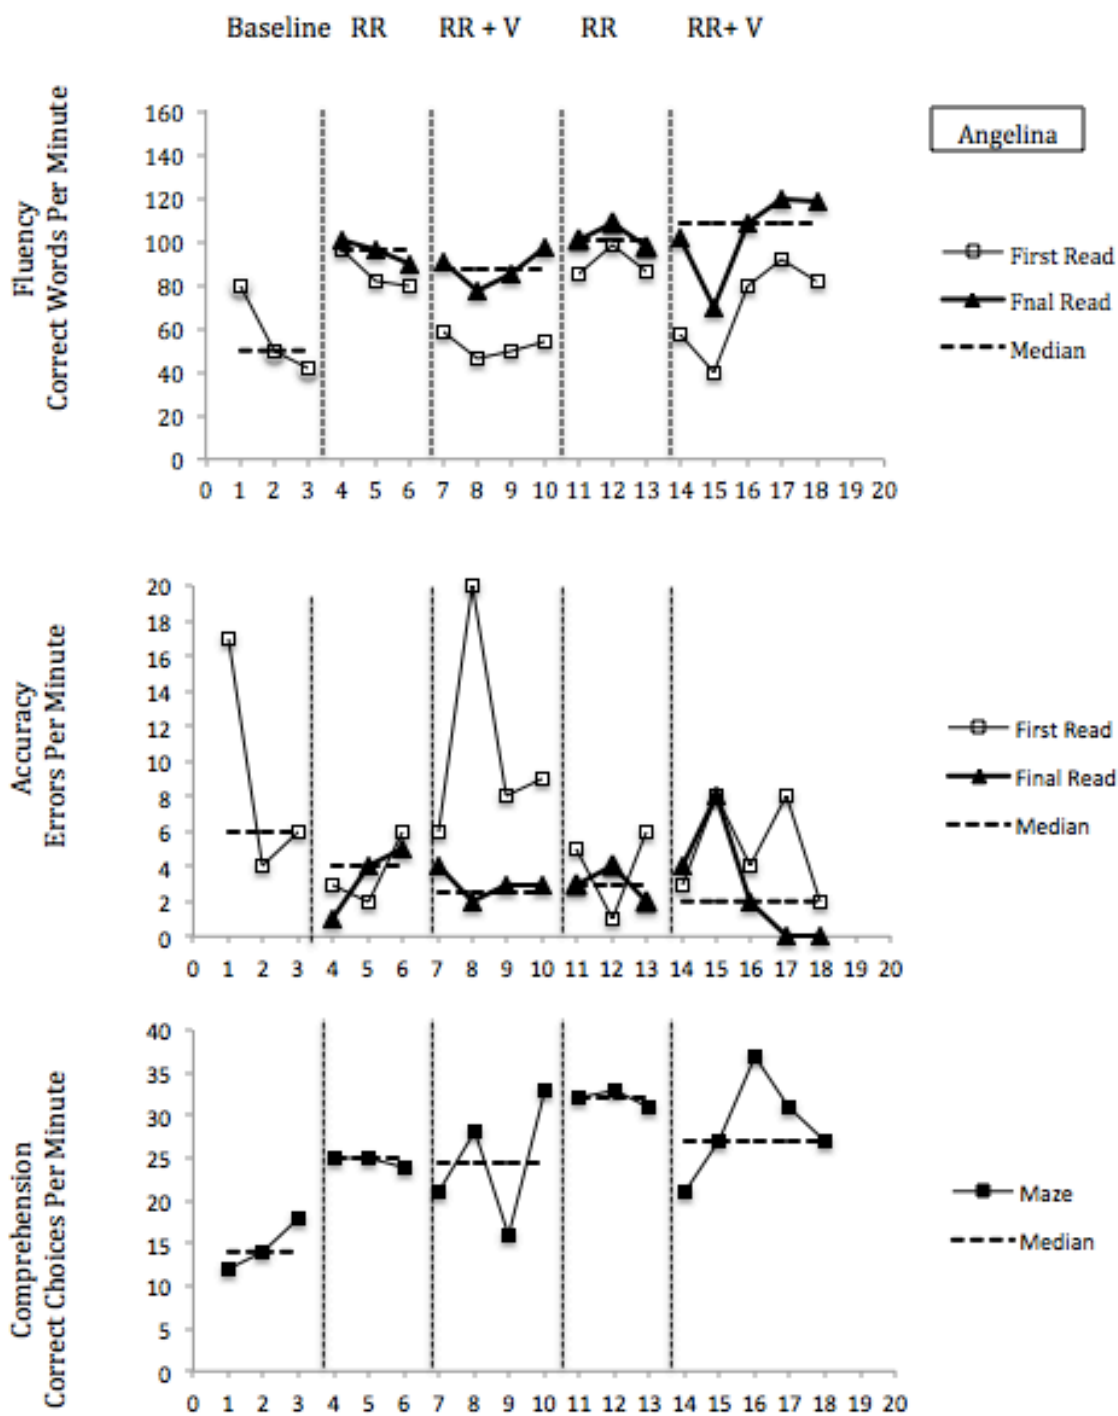 Baseline RR RR + V RR RR+ V
Fluency
Correct Words Per Minute
160
140
120
100
80
60
40
20
0
0 1 2 3 4 5 6 7 8 9 10 11 12 13 14 15 16 17 18 19 20
Angelina
First Read
Fnal Read
Median
Accuracy
Errors Per Minute
20
18
16
14
12
10
8
6
4
2
0
0 1 2 3 4 5 6 7 8 9 10 11 12 13 14 15 16 17 18 19 20
First Read
Final Read
Median
Comprehension
Correct Choices Per Minute
40
35
30
25
20
15
10
5
0
0 1 2 3 4 5 6 7 8 9 10 11 12 13 14 15 16 17 18 19 20
Maze
Median